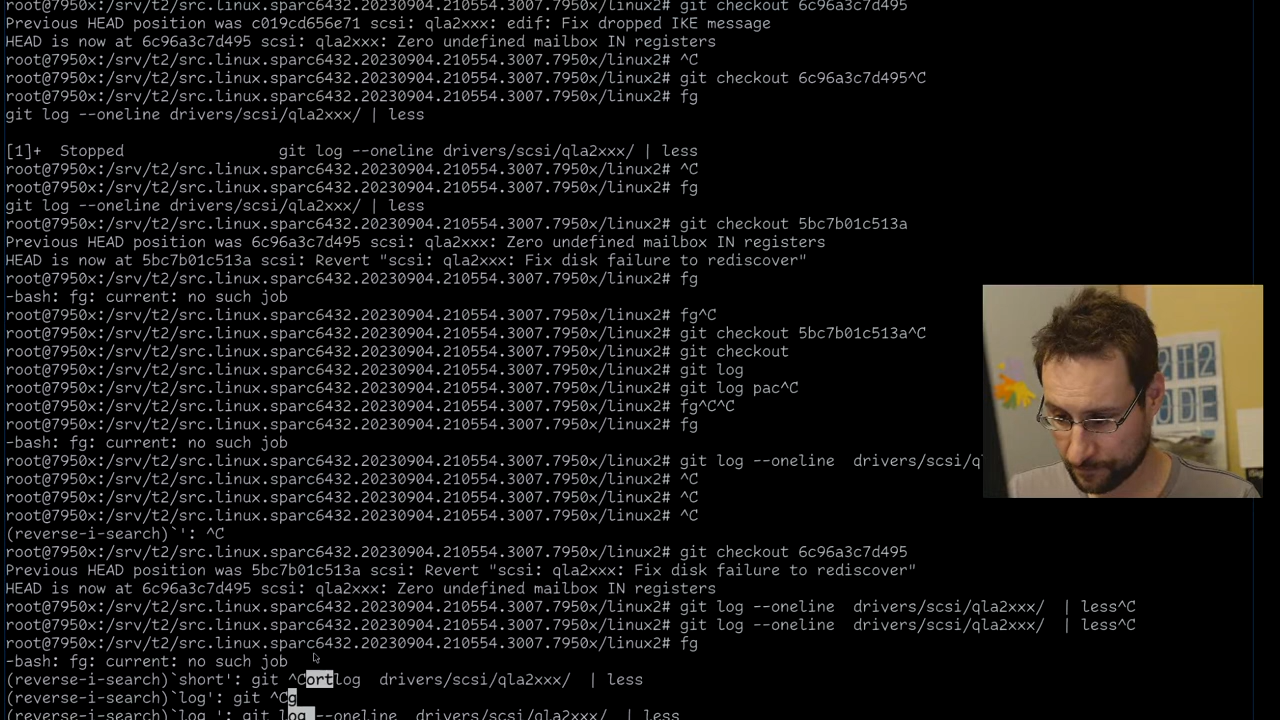 git checkout 6c96a3c7d495
Previous HEAD position was c019cd656e71 scsi: qla2xxx: edif: Fix dropped IKE message
HEAD is now at 6c96a3c7d495 scsi: qla2xxx: Zero undefined mailbox IN registers
root@7950x:/srv/t2/src.linux.sparc6432.20230904.210554.3007.7950x/linux2# ^C
root@7950x:/srv/t2/src.linux.sparc6432.20230904.210554.3007.7950x/linux2# git checkout 6c96a3c7d495^C
root@7950x:/srv/t2/src.linux.sparc6432.20230904.210554.3007.7950x/linux2# fg
git log --oneline drivers/scsi/qla2xxx/ | less
[1]+  Stopped                 git log --oneline drivers/scsi/qla2xxx/ | less
root@7950x:/srv/t2/src.linux.sparc6432.20230904.210554.3007.7950x/linux2# ^C
root@7950x:/srv/t2/src.linux.sparc6432.20230904.210554.3007.7950x/linux2# fg
git log --oneline drivers/scsi/qla2xxx/ | less
root@7950x:/srv/t2/src.linux.sparc6432.20230904.210554.3007.7950x/linux2# git checkout 5bc7b01c513a
Previous HEAD position was 6c96a3c7d495 scsi: qla2xxx: Zero undefined mailbox IN registers
HEAD is now at 5bc7b01c513a scsi: Revert "scsi: qla2xxx: Fix disk failure to rediscover"
root@7950x:/srv/t2/src.linux.sparc6432.20230904.210554.3007.7950x/linux2# fg
-bash: fg: current: no such job
root@7950x:/srv/t2/src.linux.sparc6432.20230904.210554.3007.7950x/linux2# fg^C
root@7950x:/srv/t2/src.linux.sparc6432.20230904.210554.3007.7950x/linux2# git checkout 5bc7b01c513a^C
root@7950x:/srv/t2/src.linux.sparc6432.20230904.210554.3007.7950x/linux2# git checkout
root@7950x:/srv/t2/src.linux.sparc6432.20230904.210554.3007.7950x/linux2# git log
root@7950x:/srv/t2/src.linux.sparc6432.20230904.210554.3007.7950x/linux2# git log pac^C
root@7950x:/srv/t2/src.linux.sparc6432.20230904.210554.3007.7950x/linux2# fg^C^C
root@7950x:/srv/t2/src.linux.sparc6432.20230904.210554.3007.7950x/linux2# fg
-bash: fg: current: no such job
root@7950x:/srv/t2/src.linux.sparc6432.20230904.210554.3007.7950x/linux2# git log --oneline  drivers/scsi/q
root@7950x:/srv/t2/src.linux.sparc6432.20230904.210554.3007.7950x/linux2# ^C
root@7950x:/srv/t2/src.linux.sparc6432.20230904.210554.3007.7950x/linux2# ^C
root@7950x:/srv/t2/src.linux.sparc6432.20230904.210554.3007.7950x/linux2# ^C
(reverse-i-search)`': ^C
root@7950x:/srv/t2/src.linux.sparc6432.20230904.210554.3007.7950x/linux2# git checkout 6c96a3c7d495
Previous HEAD position was 5bc7b01c513a scsi: Revert "scsi: qla2xxx: Fix disk failure to rediscover"
HEAD is now at 6c96a3c7d495 scsi: qla2xxx: Zero undefined mailbox IN registers
root@7950x:/srv/t2/src.linux.sparc6432.20230904.210554.3007.7950x/linux2# git log --oneline  drivers/scsi/qla2xxx/  | less^C
root@7950x:/srv/t2/src.linux.sparc6432.20230904.210554.3007.7950x/linux2# git log --oneline  drivers/scsi/qla2xxx/  | less^C
root@7950x:/srv/t2/src.linux.sparc6432.20230904.210554.3007.7950x/linux2# fg
-bash: fg: current: no such job
(reverse-i-search)`short': git ^Cortlog  drivers/scsi/qla2xxx/  | less
(reverse-i-search)`log': git ^Cg
(reverse-i-search)`log ': git log --oneline  drivers/scsi/qla2xxx/  | less